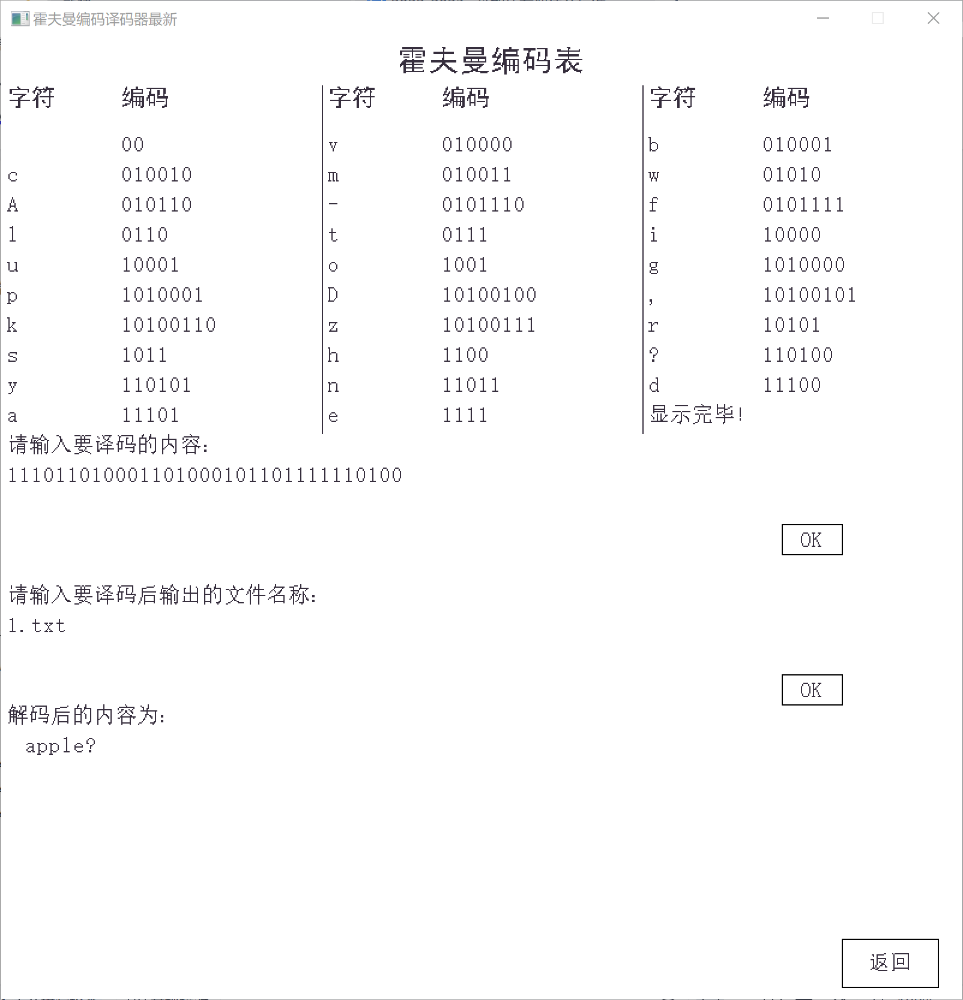 霍夫曼编码译码器最新
霍夫曼编码表
字符 编码 字符 编码 字符 编码
00 v 010000 b 010001
c 010010 m 010011 w 01010
A 010110 - 0101110 f 0101111
l 0110 t 0111 i 10000
u 10001 o 1001 g 1010000
p 1010001 D 10100100 , 10100101
k 10100110 z 10100111 r 10101
s 1011 h 1100 ? 110100
y 110101 n 11011 d 11100
a 11101 e 1111 显示完毕!
请输入要译码的内容:
1110110100011010001011011111110100
OK
请输入要译码后输出的文件名称:
1.txt
OK
解码后的内容为:
apple?
返回